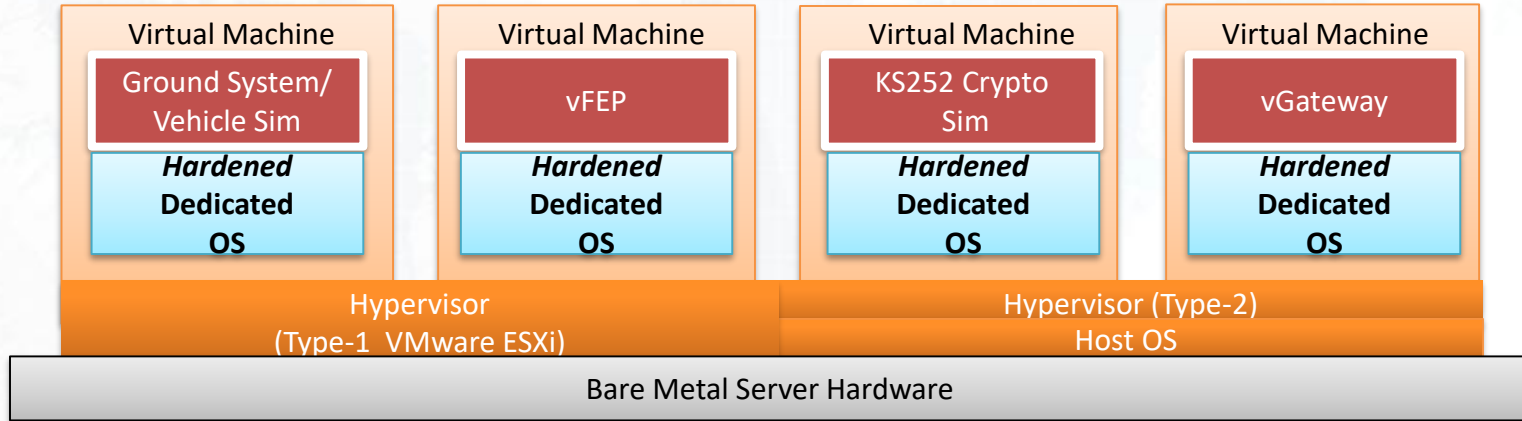 Virtual Machine
Ground System/
Vehicle Sim
Hardened
Dedicated
OS
Virtual Machine
vFEP
Hardened
Dedicated
OS
Virtual Machine
KS252 Crypto
Sim
Hardened
Dedicated
OS
Virtual Machine
vGateway
Hardened
Dedicated
OS
Hypervisor
(Type-1 VMware ESXi)
Hypervisor (Type-2)
Host OS
Bare Metal Server Hardware